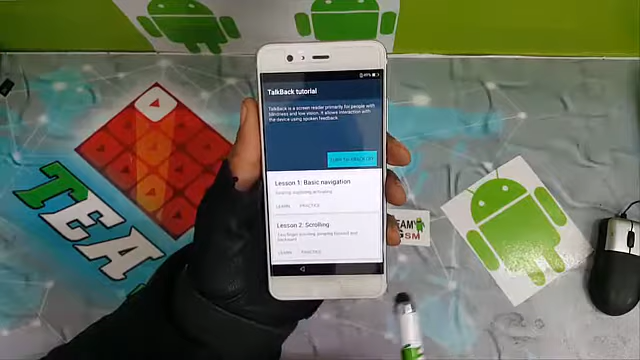 TalkBack tutorial
TalkBack is a screen reader primarily for people with
blindness and low vision. It allows interaction with
the device using spoken feedback.
Lesson 1: Basic navigation
LEARN PRACTICE
Lesson 2: Scrolling
LEARN PRACTICE
TEAM